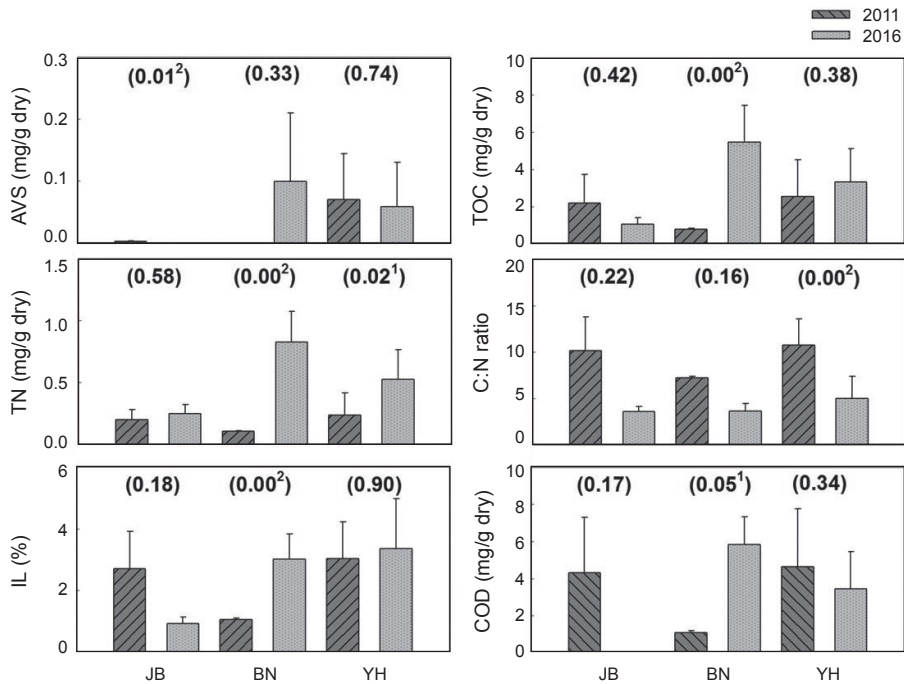 2011
2016
AVS (mg/g dry)
0.3
0.2
0.1
0.0
(0.01²) (0.33) (0.74)
TOC (mg/g dry)
10
8
6
4
2
0
(0.42) (0.00²) (0.38)
TN (mg/g dry)
1.5
1.0
0.5
0.0
(0.58) (0.00²) (0.02¹)
C:N ratio
20
15
10
5
0
(0.22) (0.16) (0.00²)
IL (%)
6
4
2
0
(0.18) (0.00²) (0.90)
JB BN YH
COD (mg/g dry)
10
8
6
4
2
0
(0.17) (0.05¹) (0.34)
JB BN YH